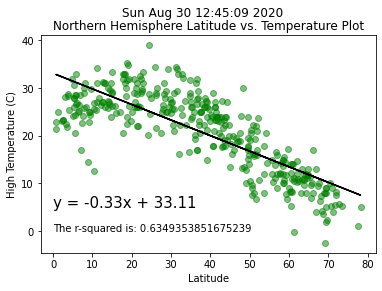 Sun Aug 30 12:45:09 2020
Northern Hemisphere Latitude vs. Temperature Plot
40
30
20
10
0
High Temperature (C)
y = -0.33x + 33.11
The r-squared is: 0.6349353851675239
0 10 20 30 40 50 60 70 80
Latitude